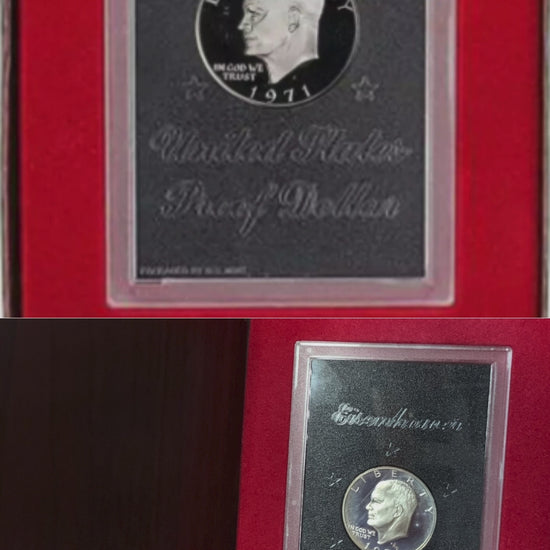 IN GOD WE
TRUST
1971
United States
Proof Dollar
PACKAGED BY U.S. MINT
Eisenhower
LIBERTY
IN GOD WE
TRUST